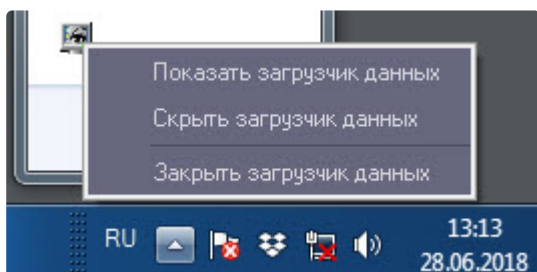 Показать загрузчик данных
Скрыть загрузчик данных
Закрыть загрузчик данных
RU
13:13
28.06.2018